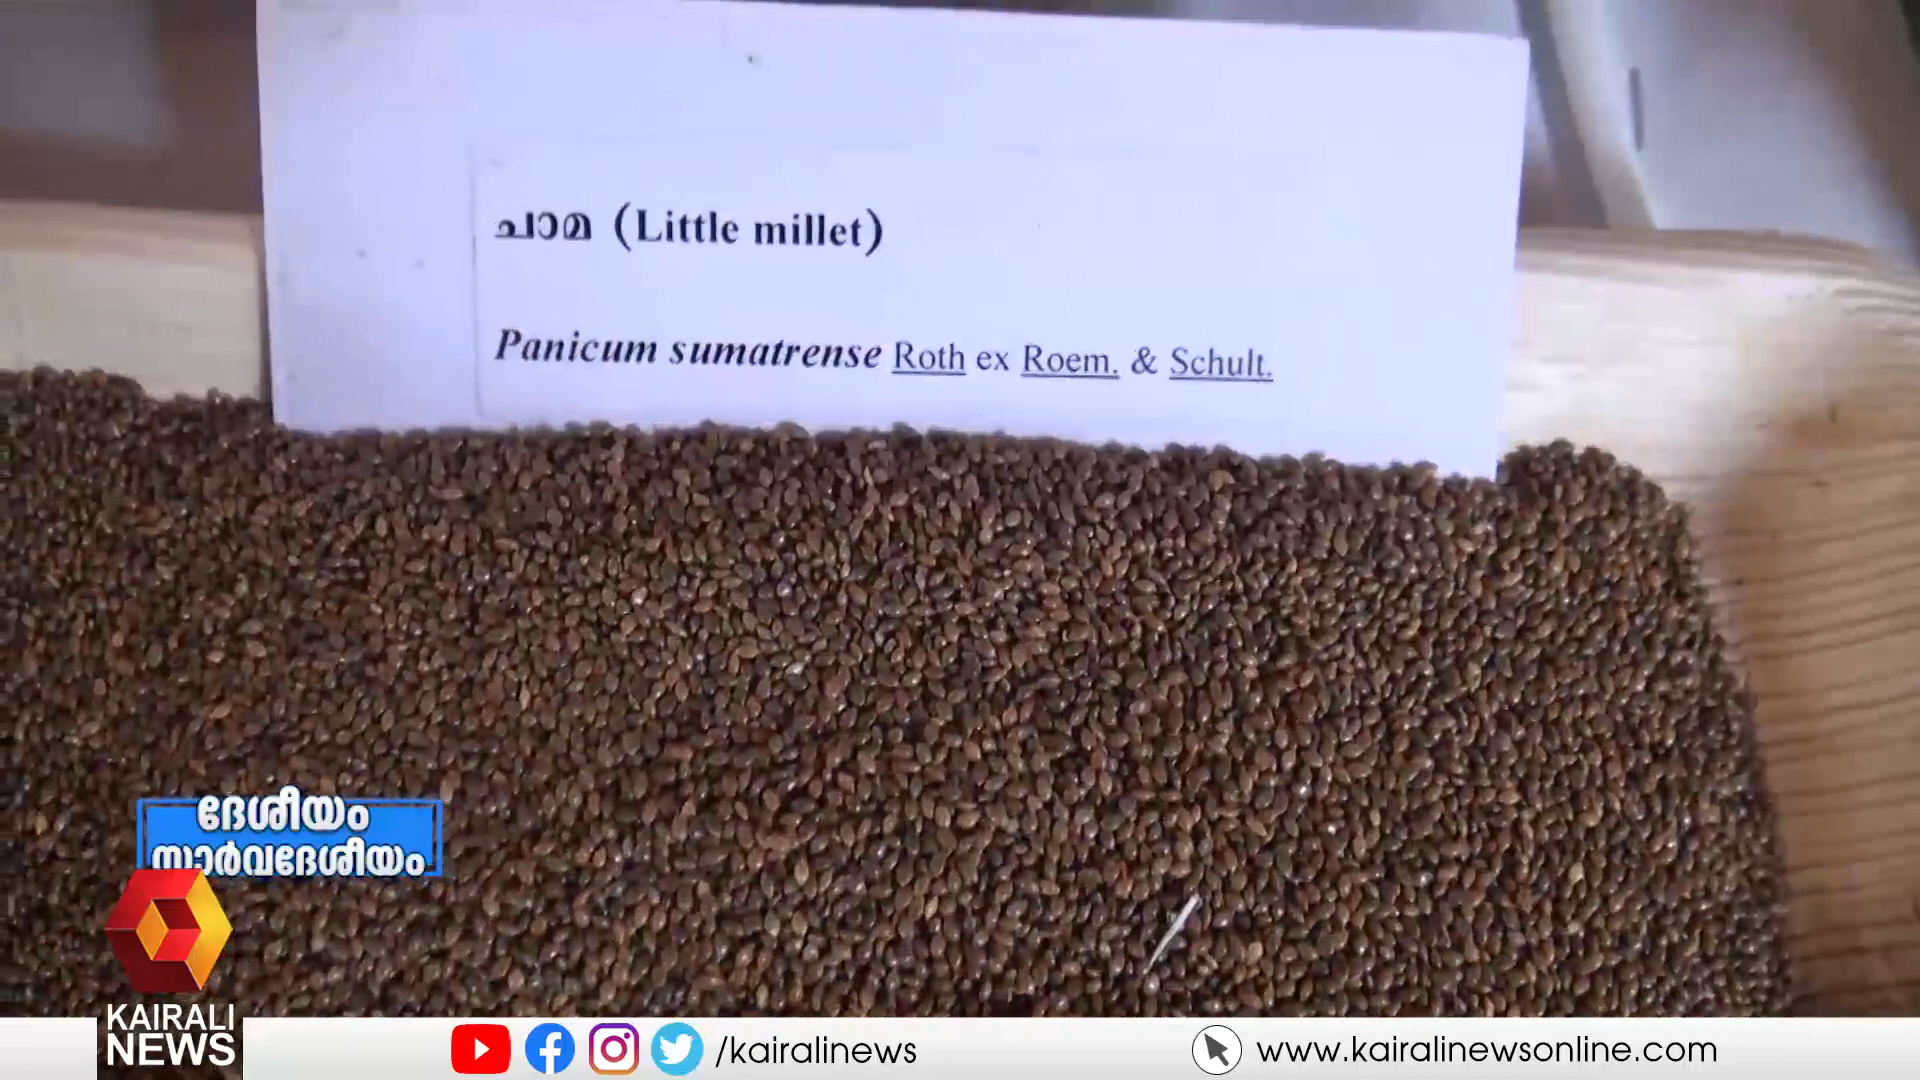 ചാമ (Little millet)
Panicum sumatrense Roth ex Roem. & Schult.
ദേശീയം
സാർവദേശീയം
KAIRALI
NEWS
/kairalinews
www.kairalinewsonline.com